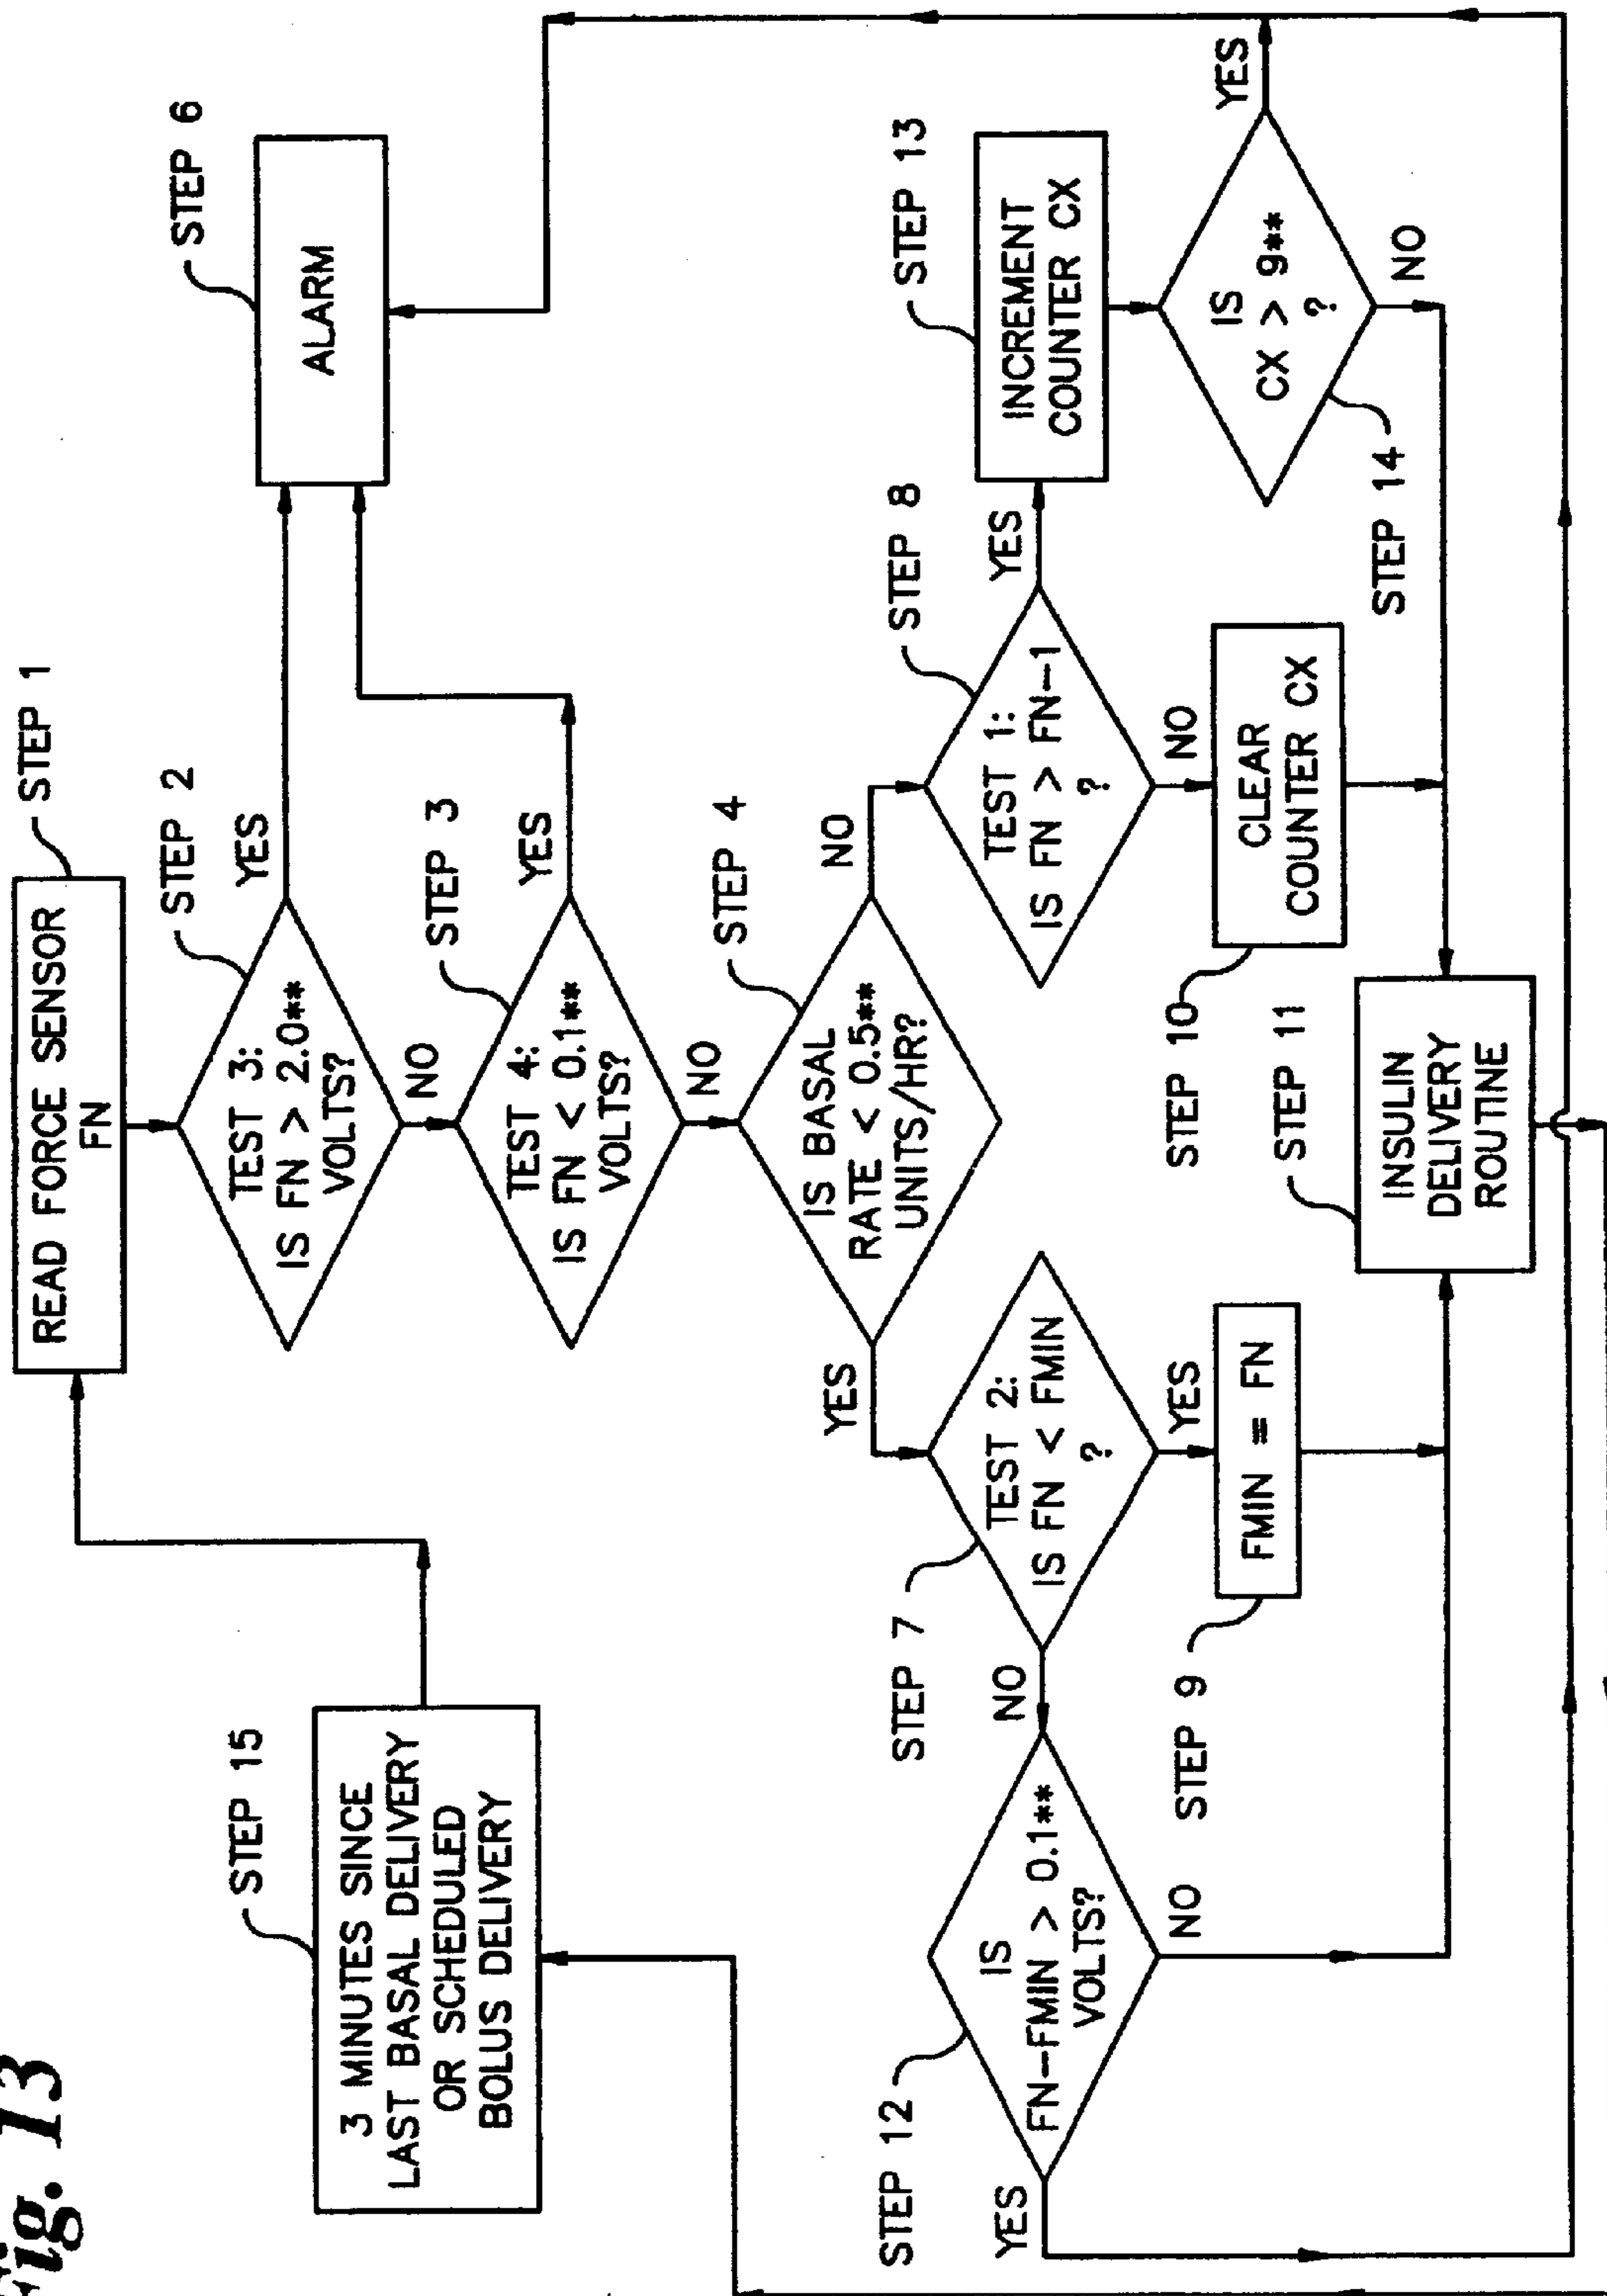 Fig. 13
READ FORCE SENSOR
FN
STEP 1
TEST 3:
IS FN > 2.0**
VOLTS?
STEP 2
YES
NO
ALARM
STEP 6
3 MINUTES SINCE
LAST BASAL DELIVERY
OR SCHEDULED
BOLUS DELIVERY
STEP 15
TEST 4:
IS FN < 0.1**
VOLTS?
STEP 3
YES
NO
IS BASAL
RATE < 0.5**
UNITS/HR?
STEP 4
YES
NO
TEST 2:
IS FN < FMIN
?
STEP 7
NO
YES
TEST 1:
IS FN > FN-1
?
STEP 8
YES
NO
INCREMENT
COUNTER CX
STEP 13
IS
FN-FMIN > 0.1**
VOLTS?
STEP 12
YES
NO
FMIN = FN
STEP 9
CLEAR
COUNTER CX
STEP 10
IS
CX > 9**
?
STEP 14
YES
NO
INSULIN
DELIVERY
ROUTINE
STEP 11